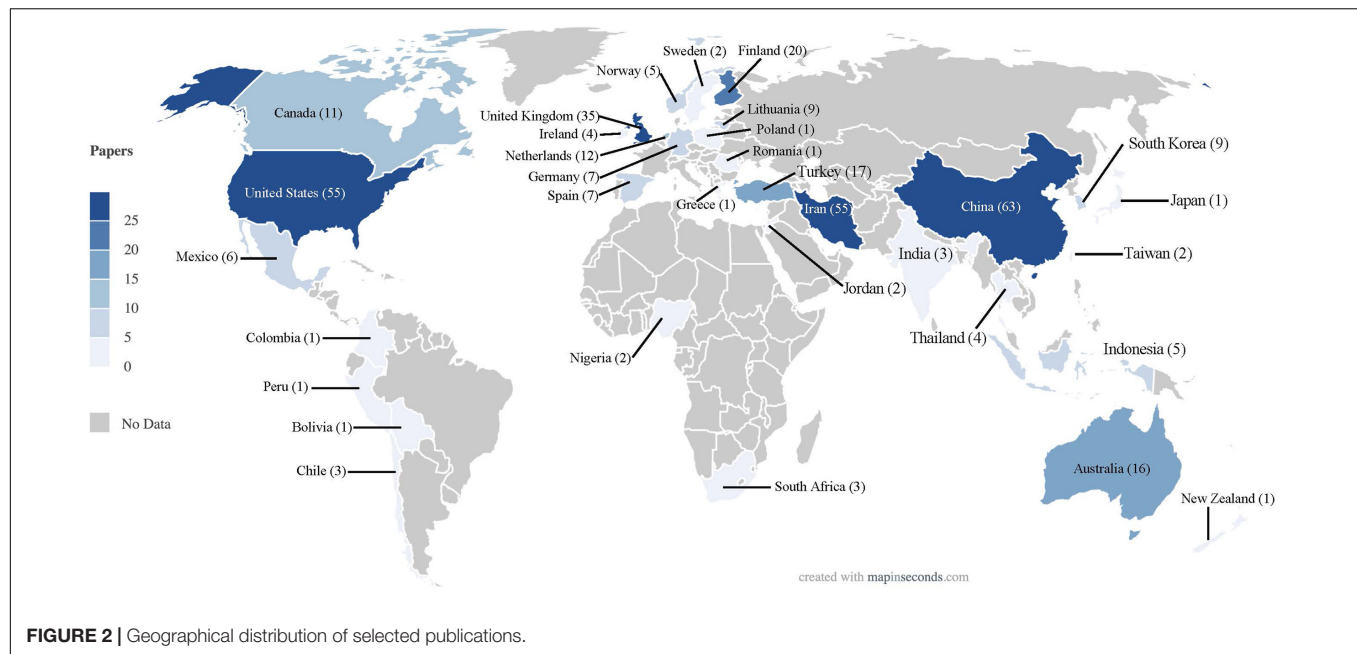 Sweden (2)
Finland (20)
Norway (5)
Canada (11)
United Kingdom (35)
Lithuania (9)
Ireland (4)
Poland (1)
South Korea (9)
Papers
Netherlands (12)
Romania (1)
Germany (7)
Turkey (17)
United States (55)
Spain (7)
Greece (1)
Iran (55)
China (63)
Japan (1)
25
20
15
10
5
0
Mexico (6)
India (3)
Taiwan (2)
Jordan (2)
Colombia (1)
Thailand (4)
Nigeria (2)
Indonesia (5)
Peru (1)
No Data
Bolivia (1)
Chile (3)
Australia (16)
South Africa (3)
New Zealand (1)
created with mapinseconds.com
FIGURE 2 | Geographical distribution of selected publications.